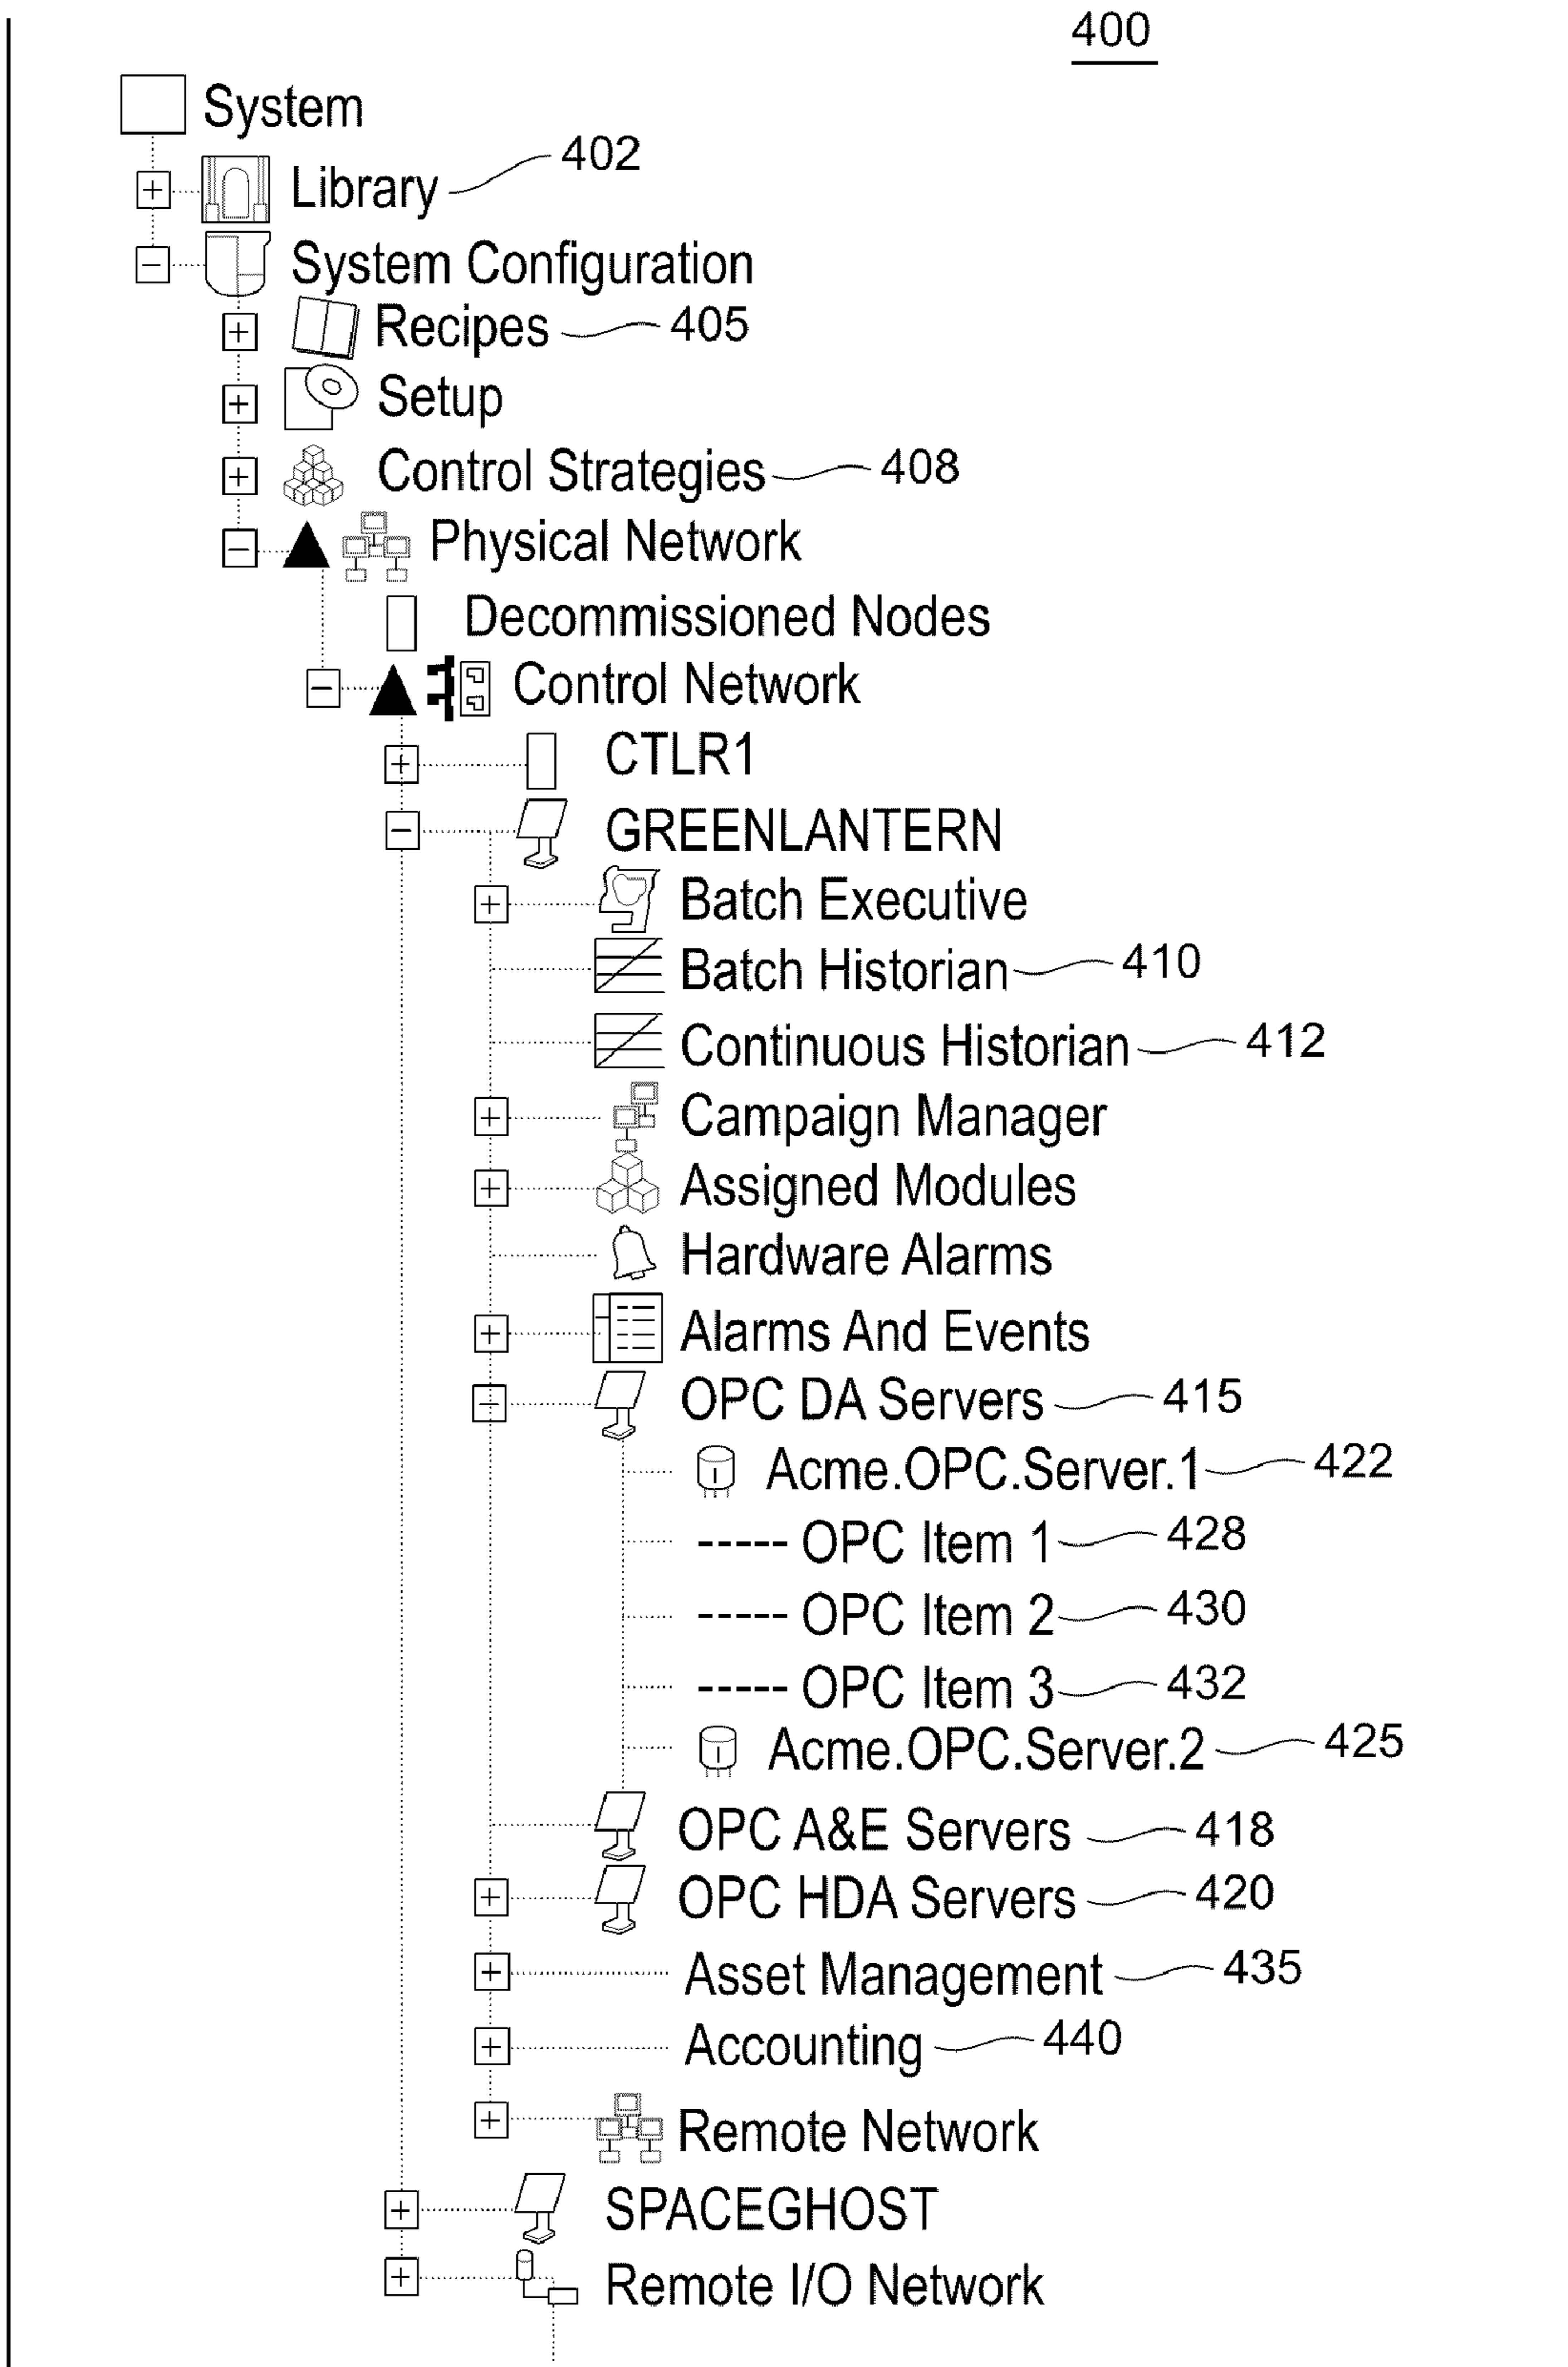 400
System
Library 402
System Configuration
Recipes 405
Setup
Control Strategies 408
Physical Network
Decommissioned Nodes
Control Network
CTLR1
GREENLANTERN
Batch Executive
Batch Historian 410
Continuous Historian 412
Campaign Manager
Assigned Modules
Hardware Alarms
Alarms And Events
OPC DA Servers 415
Acme.OPC.Server.1 422
----- OPC Item 1 428
----- OPC Item 2 430
----- OPC Item 3 432
Acme.OPC.Server.2 425
OPC A&E Servers 418
OPC HDA Servers 420
Asset Management 435
Accounting 440
Remote Network
SPACEGHOST
Remote I/O Network